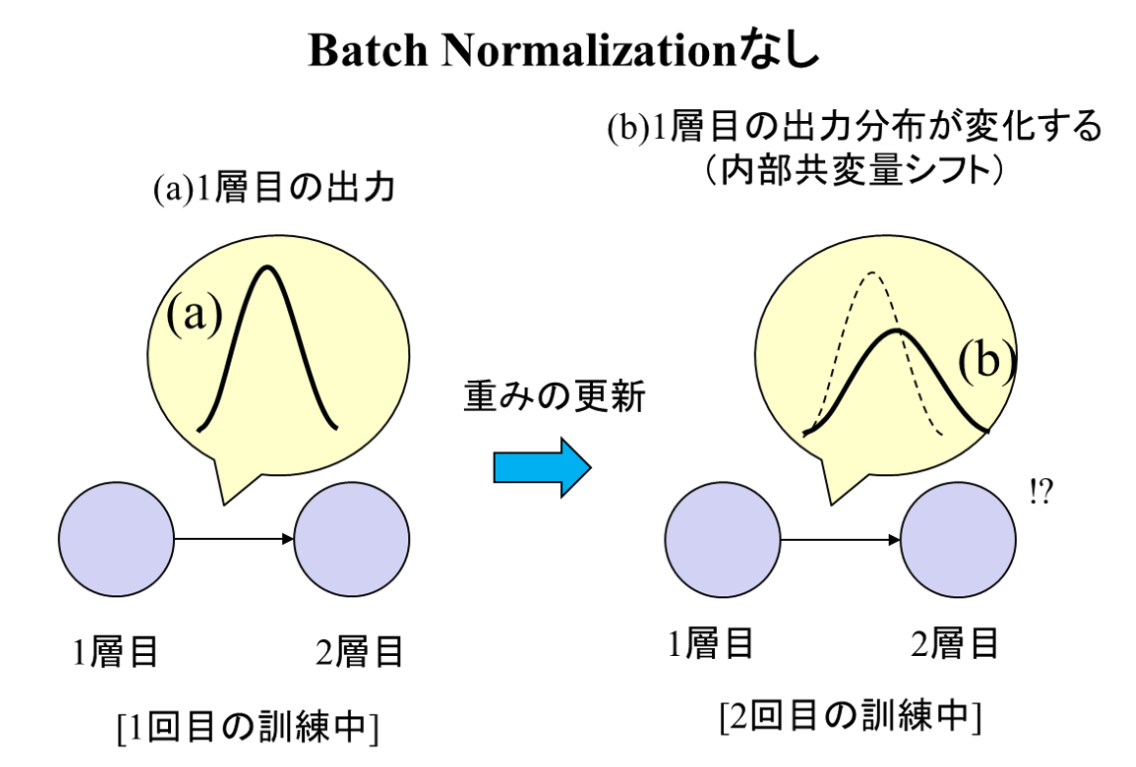 Batch Normalizationなし
(a)1層目の出力
(a)
1層目
2層目
[1回目の訓練中]
重みの更新
(b)1層目の出力分布が変化する
（内部共変量シフト）
(b)
!?
1層目
2層目
[2回目の訓練中]